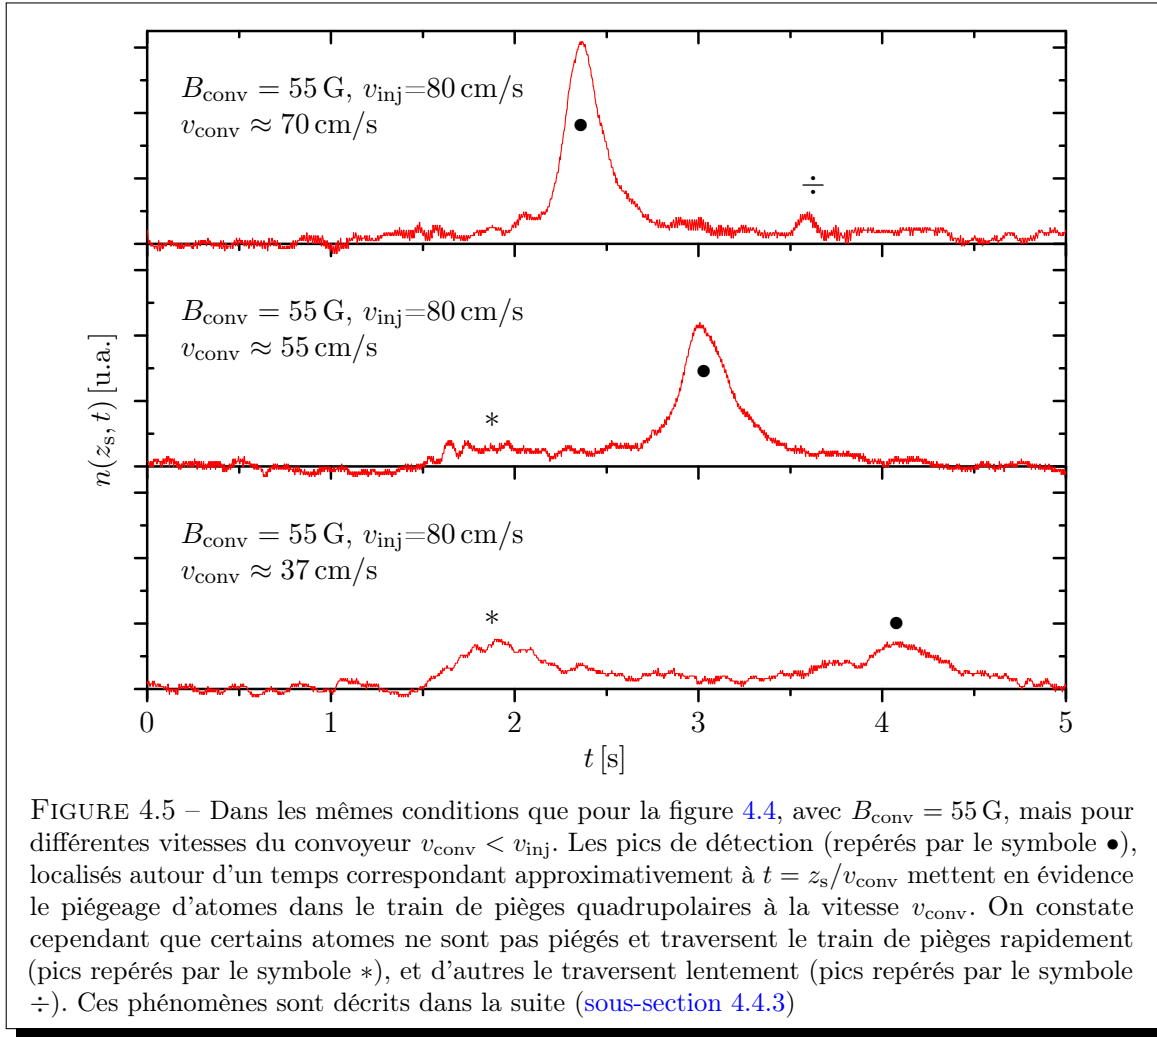 B_conv = 55 G, v_inj=80 cm/s
v_conv ≈ 70 cm/s
●
÷
B_conv = 55 G, v_inj=80 cm/s
v_conv ≈ 55 cm/s
●
*
n(z_s, t) [u.a.]
B_conv = 55 G, v_inj=80 cm/s
v_conv ≈ 37 cm/s
* ●
0 1 2 3 4 5
t [s]
FIGURE 4.5 – Dans les mêmes conditions que pour la figure 4.4, avec B_conv = 55 G, mais pour
différentes vitesses du convoyeur v_conv < v_inj. Les pics de détection (repérés par le symbole ●),
localisés autour d'un temps correspondant approximativement à t = z_s/v_conv mettent en évidence
le piégeage d'atomes dans le train de pièges quadrupolaires à la vitesse v_conv. On constate
cependant que certains atomes ne sont pas piégés et traversent le train de pièges rapidement
(pics repérés par le symbole *), et d'autres le traversent lentement (pics repérés par le symbole
÷). Ces phénomènes sont décrits dans la suite (sous-section 4.4.3)